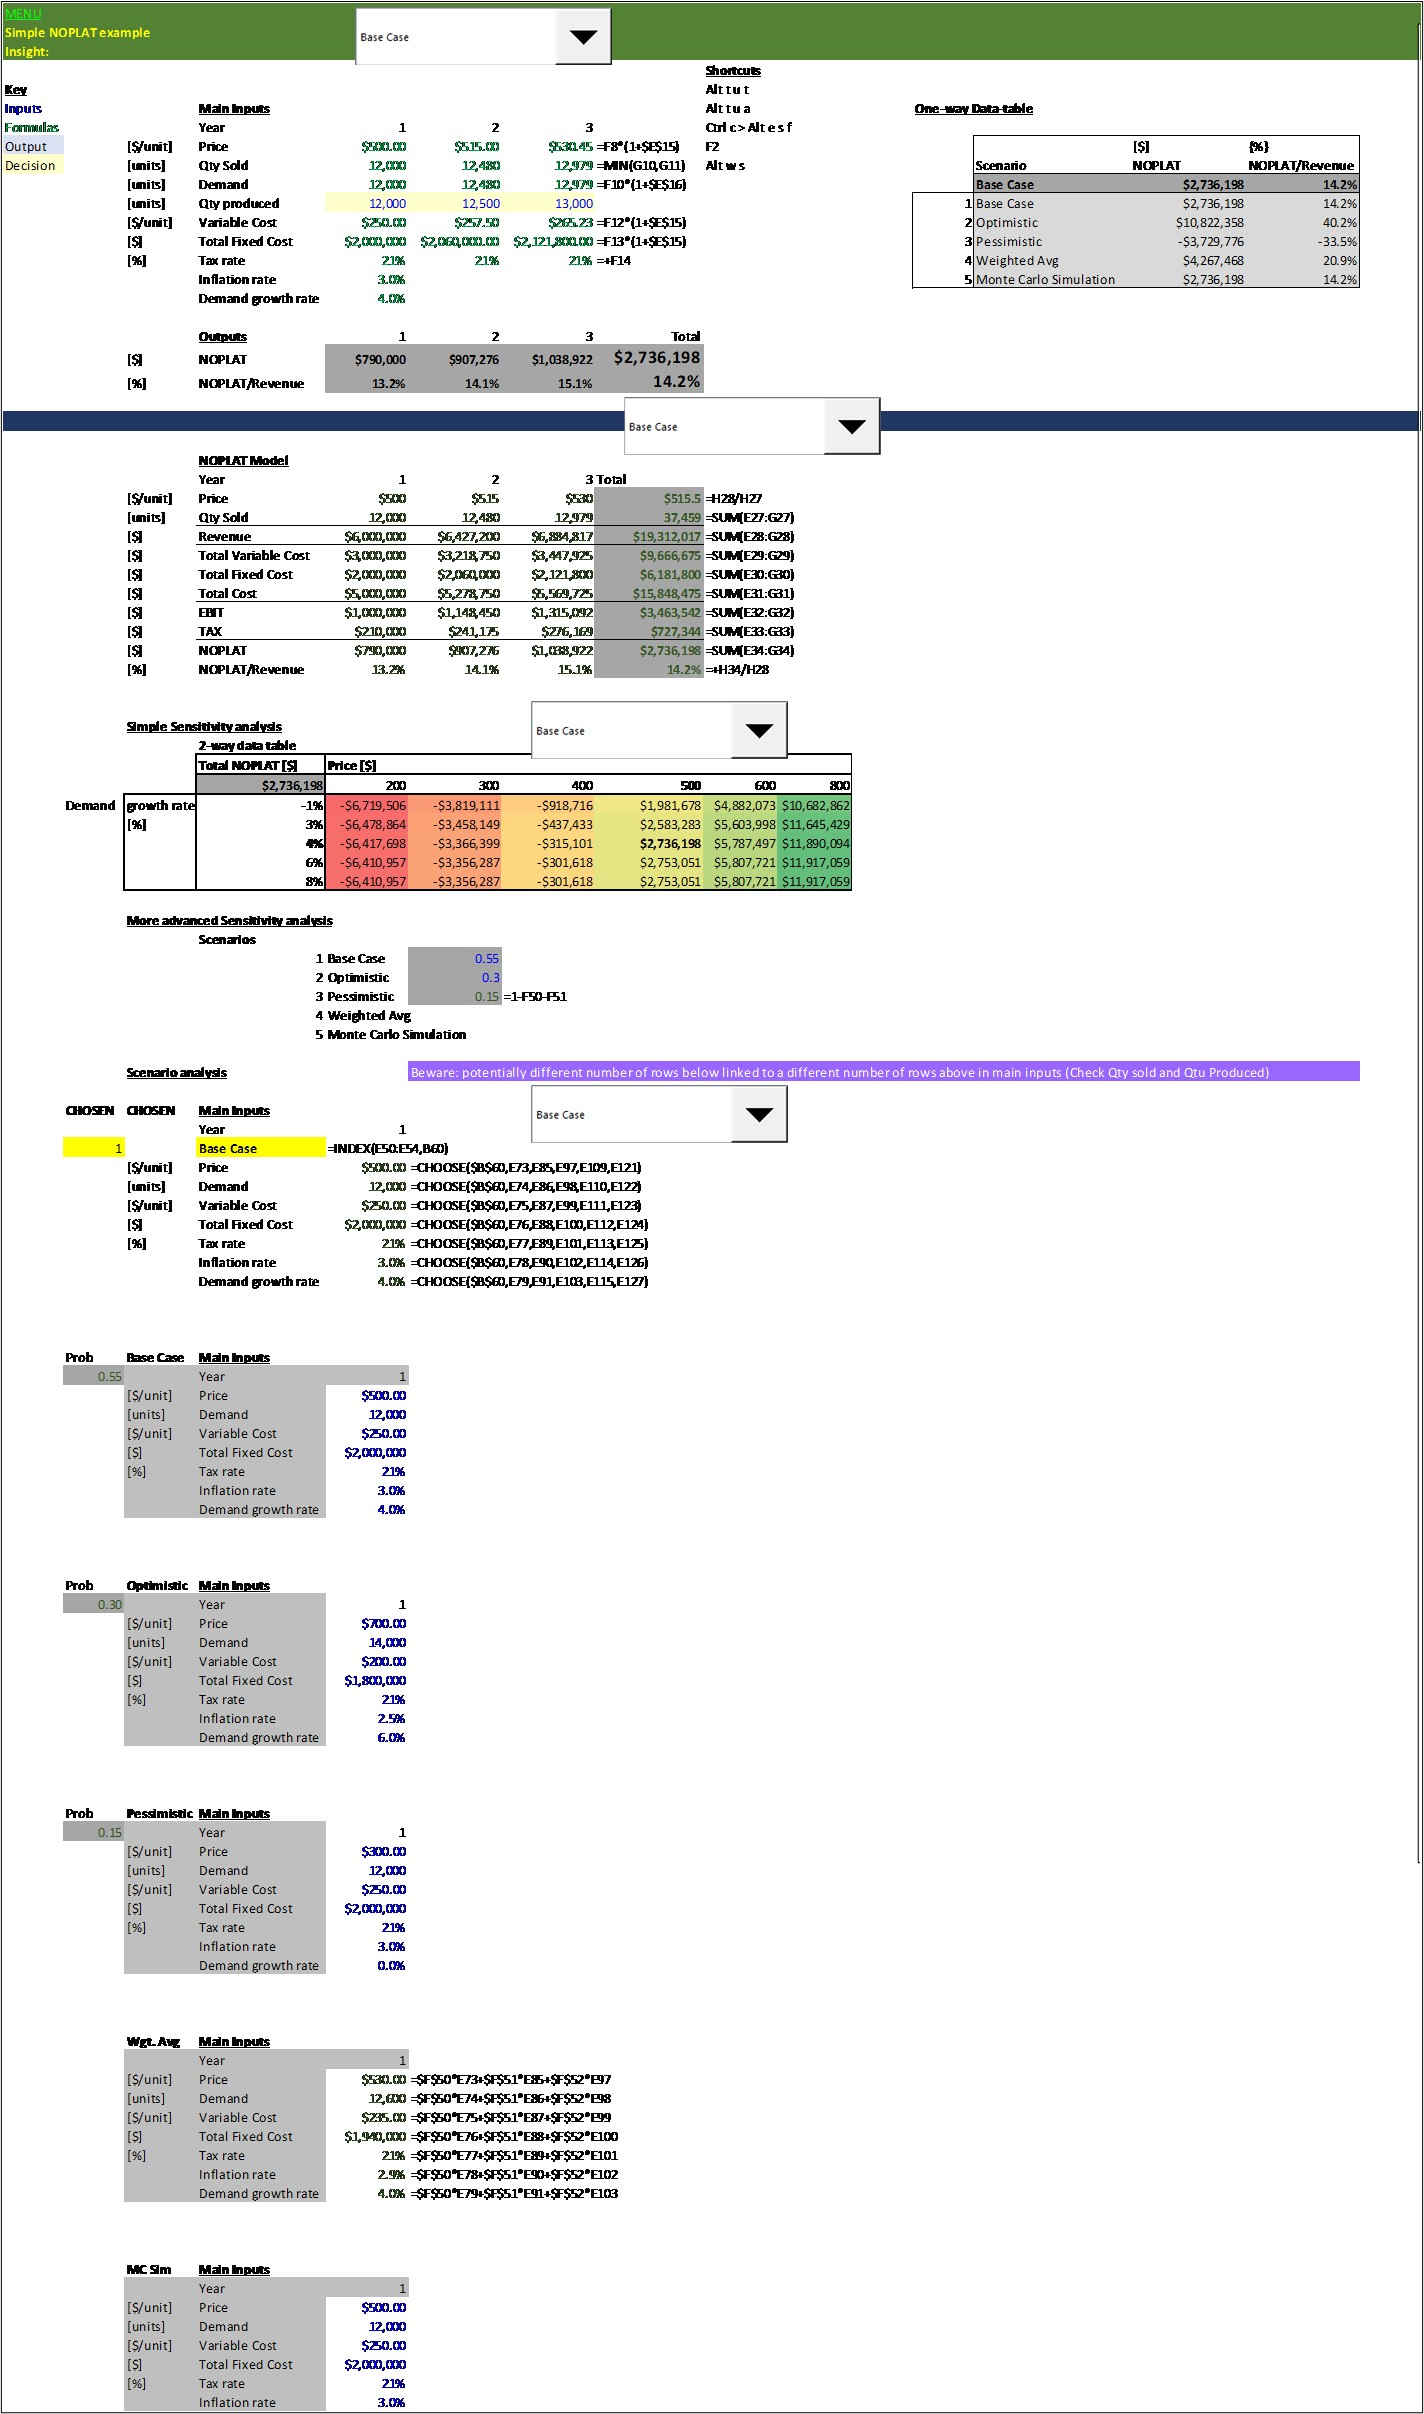 MENU
Simple NOPLAT example
Base Case
Insight:
Shortcuts
Key Alt t u t
Inputs Main Inputs Alt t u a One-way Data-table
Formulas Year 1 2 3 Ctrl c> Alt e s f
Output [$/unit] Price $500.00 $515.00 $530.45 =F8*(1+$E$15) F2 [$] {%}
Decision [units] Qty Sold 12,000 12,480 12,979 =MIN(G10,G11) Alt w s Scenario NOPLAT NOPLAT/Revenue
[units] Demand 12,000 12,480 12,979 =F10*(1+$E$16) Base Case $2,736,198 14.2%
[units] Qty produced 12,000 12,500 13,000 1 Base Case $2,736,198 14.2%
[$/unit] Variable Cost $250.00 $257.50 $265.23 =F12*(1+$E$15) 2 Optimistic $10,822,358 40.2%
[$] Total Fixed Cost $2,000,000 $2,060,000.00 $2,121,800.00 =F13*(1+$E$15) 3 Pessimistic -$3,729,776 -33.5%
[%] Tax rate 21% 21% 21% =+F14 4 Weighted Avg $4,267,468 20.9%
Inflation rate 3.0% 5 Monte Carlo Simulation $2,736,198 14.2%
Demand growth rate 4.0%
Outputs 1 2 3 Total
[$] NOPLAT $790,000 $907,276 $1,038,922 $2,736,198
[%] NOPLAT/Revenue 13.2% 14.1% 15.1% 14.2%
Base Case
NOPLAT Model
Year 1 2 3 Total
[$/unit] Price $500 $515 $530 $515.5 =H28/H27
[units] Qty Sold 12,000 12,480 12,979 37,459 =SUM(E27:G27)
[$] Revenue $6,000,000 $6,427,200 $6,884,817 $19,312,017 =SUM(E28:G28)
[$] Total Variable Cost $3,000,000 $3,218,750 $3,447,925 $9,666,675 =SUM(E29:G29)
[$] Total Fixed Cost $2,000,000 $2,060,000 $2,121,800 $6,181,800 =SUM(E30:G30)
[$] Total Cost $5,000,000 $5,278,750 $5,569,725 $15,848,475 =SUM(E31:G31)
[$] EBIT $1,000,000 $1,148,450 $1,315,092 $3,463,542 =SUM(E32:G32)
[$] TAX $210,000 $241,175 $276,169 $727,344 =SUM(E33:G33)
[$] NOPLAT $790,000 $907,276 $1,038,922 $2,736,198 =SUM(E34:G34)
[%] NOPLAT/Revenue 13.2% 14.1% 15.1% 14.2% =+H34/H28
Simple Sensitivity analysis Base Case
2-way data table
Total NOPLAT [$] Price [$]
$2,736,198 200 300 400 500 600 800
Demand growth rate -1% -$6,719,506 -$3,819,111 -$918,716 $1,981,678 $4,882,073 $10,682,862
[%] 3% -$6,478,864 -$3,458,149 -$437,433 $2,583,283 $5,603,998 $11,645,429
4% -$6,417,698 -$3,366,399 -$315,101 $2,736,198 $5,787,497 $11,890,094
6% -$6,410,957 -$3,356,287 -$301,618 $2,753,051 $5,807,721 $11,917,059
8% -$6,410,957 -$3,356,287 -$301,618 $2,753,051 $5,807,721 $11,917,059
More advanced Sensitivity analysis
Scenarios
1 Base Case 0.55
2 Optimistic 0.3
3 Pessimistic 0.15 =1-F50-F51
4 Weighted Avg
5 Monte Carlo Simulation
Scenario analysis Beware: potentially different number of rows below linked to a different number of rows above in main inputs (Check Qty sold and Qtu Produced)
CHOSEN CHOSEN Main Inputs Base Case
Year 1
1 Base Case =INDEX(E50:E54,B60)
[$/unit] Price $500.00 =CHOOSE($B$60,E73,E85,E97,E109,E121)
[units] Demand 12,000 =CHOOSE($B$60,E74,E86,E98,E110,E122)
[$/unit] Variable Cost $250.00 =CHOOSE($B$60,E75,E87,E99,E111,E123)
[$] Total Fixed Cost $2,000,000 =CHOOSE($B$60,E76,E88,E100,E112,E124)
[%] Tax rate 21% =CHOOSE($B$60,E77,E89,E101,E113,E125)
Inflation rate 3.0% =CHOOSE($B$60,E78,E90,E102,E114,E126)
Demand growth rate 4.0% =CHOOSE($B$60,E79,E91,E103,E115,E127)
Prob Base Case Main Inputs
0.55 Year 1
[$/unit] Price $500.00
[units] Demand 12,000
[$/unit] Variable Cost $250.00
[$] Total Fixed Cost $2,000,000
[%] Tax rate 21%
Inflation rate 3.0%
Demand growth rate 4.0%
Prob Optimistic Main Inputs
0.30 Year 1
[$/unit] Price $700.00
[units] Demand 14,000
[$/unit] Variable Cost $200.00
[$] Total Fixed Cost $1,800,000
[%] Tax rate 21%
Inflation rate 2.5%
Demand growth rate 6.0%
Prob Pessimistic Main Inputs
0.15 Year 1
[$/unit] Price $300.00
[units] Demand 12,000
[$/unit] Variable Cost $250.00
[$] Total Fixed Cost $2,000,000
[%] Tax rate 21%
Inflation rate 3.0%
Demand growth rate 0.0%
Wgt. Avg Main Inputs
Year 1
[$/unit] Price $530.00 =$F$50*E73+$F$51*E85+$F$52*E97
[units] Demand 12,600 =$F$50*E74+$F$51*E86+$F$52*E98
[$/unit] Variable Cost $235.00 =$F$50*E75+$F$51*E87+$F$52*E99
[$] Total Fixed Cost $1,940,000 =$F$50*E76+$F$51*E88+$F$52*E100
[%] Tax rate 21% =$F$50*E77+$F$51*E89+$F$52*E101
Inflation rate 2.9% =$F$50*E78+$F$51*E90+$F$52*E102
Demand growth rate 4.0% =$F$50*E79+$F$51*E91+$F$52*E103
MC Sim Main Inputs
Year 1
[$/unit] Price $500.00
[units] Demand 12,000
[$/unit] Variable Cost $250.00
[$] Total Fixed Cost $2,000,000
[%] Tax rate 21%
Inflation rate 3.0%